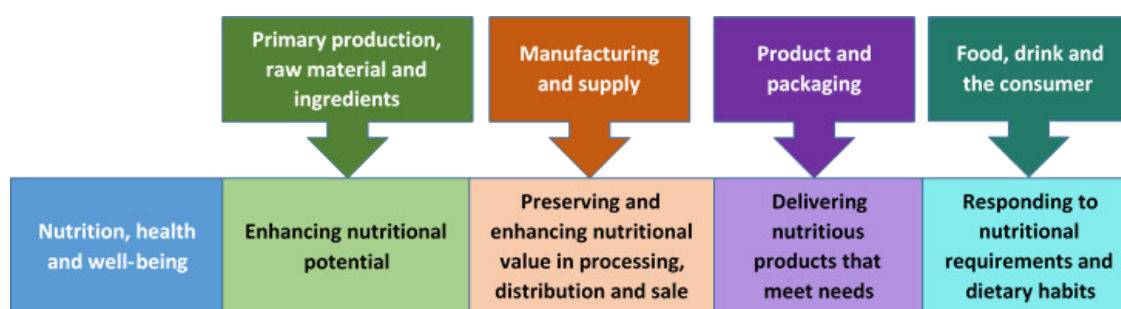 Primary production,
raw material and
ingredients
Manufacturing
and supply
Product and
packaging
Food, drink and
the consumer
Nutrition, health
and well-being
Enhancing nutritional
potential
Preserving and
enhancing nutritional
value in processing,
distribution and sale
Delivering
nutritious
products that
meet needs
Responding to
nutritional
requirements and
dietary habits